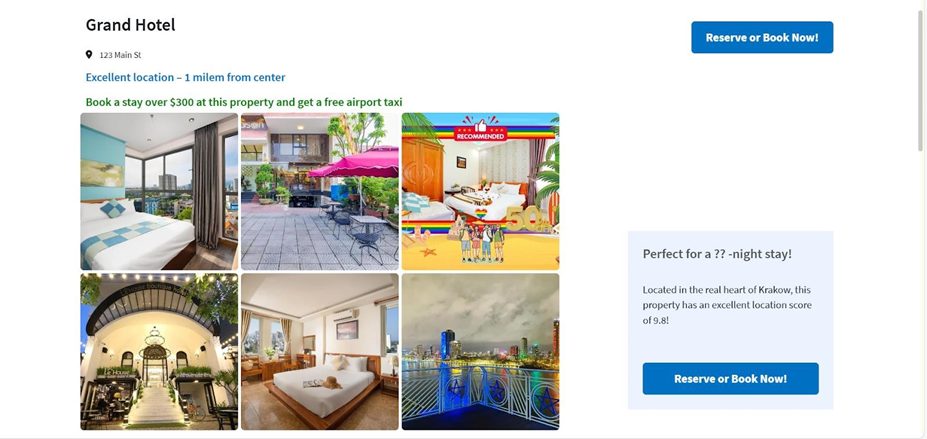 Grand Hotel
Reserve or Book Now!
123 Main St
Excellent location – 1 milem from center
Book a stay over $300 at this property and get a free airport taxi
RECOMMENDED
Perfect for a ?? -night stay!
Located in the real heart of Krakow, this
property has an excellent location score
of 9.8!
Le House
Reserve or Book Now!